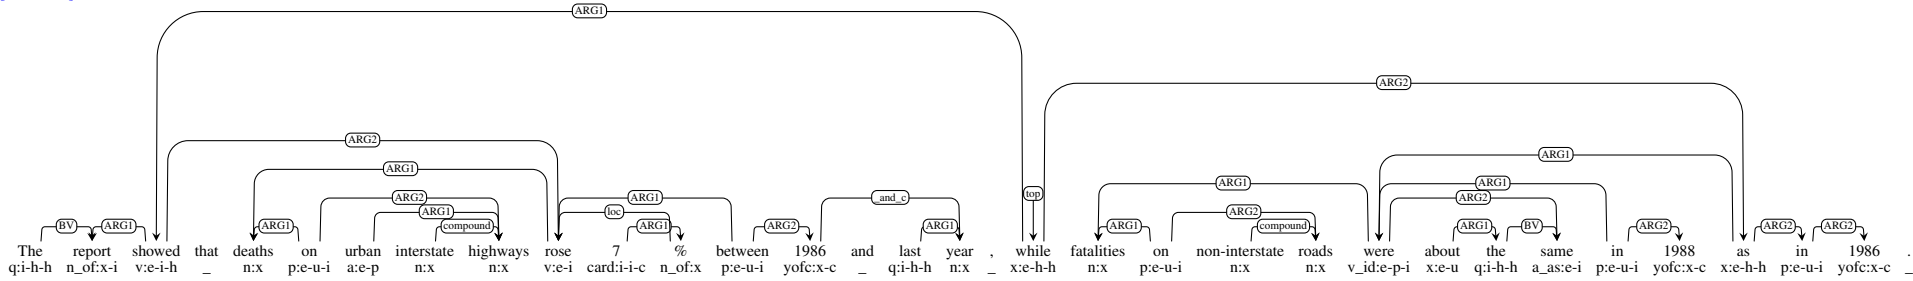 ARG1
ARG2
ARG2
ARG1
ARG1
top
ARG2 ARG1 _and_c ARG1 ARG2 ARG1 ARG2
ARG1 loc
BV ARG1 ARG1 compound ARG1 ARG2 ARG1 ARG1 compound ARG1 BV ARG2 ARG2 ARG2
The report showed that deaths on urban interstate highways rose 7 % between 1986 and last year , while fatalities on non-interstate roads were about the same in 1988 as in 1986 .
q:i-h-h n_of:x-i v:e-i-h _ n:x p:e-u-i a:e-p n:x n:x v:e-i card:i-i-c n_of:x p:e-u-i yofc:x-c _ q:i-h-h n:x _ x:e-h-h n:x p:e-u-i n:x n:x v_id:e-p-i x:e-u q:i-h-h a_as:e-i p:e-u-i yofc:x-c x:e-h-h p:e-u-i yofc:x-c _